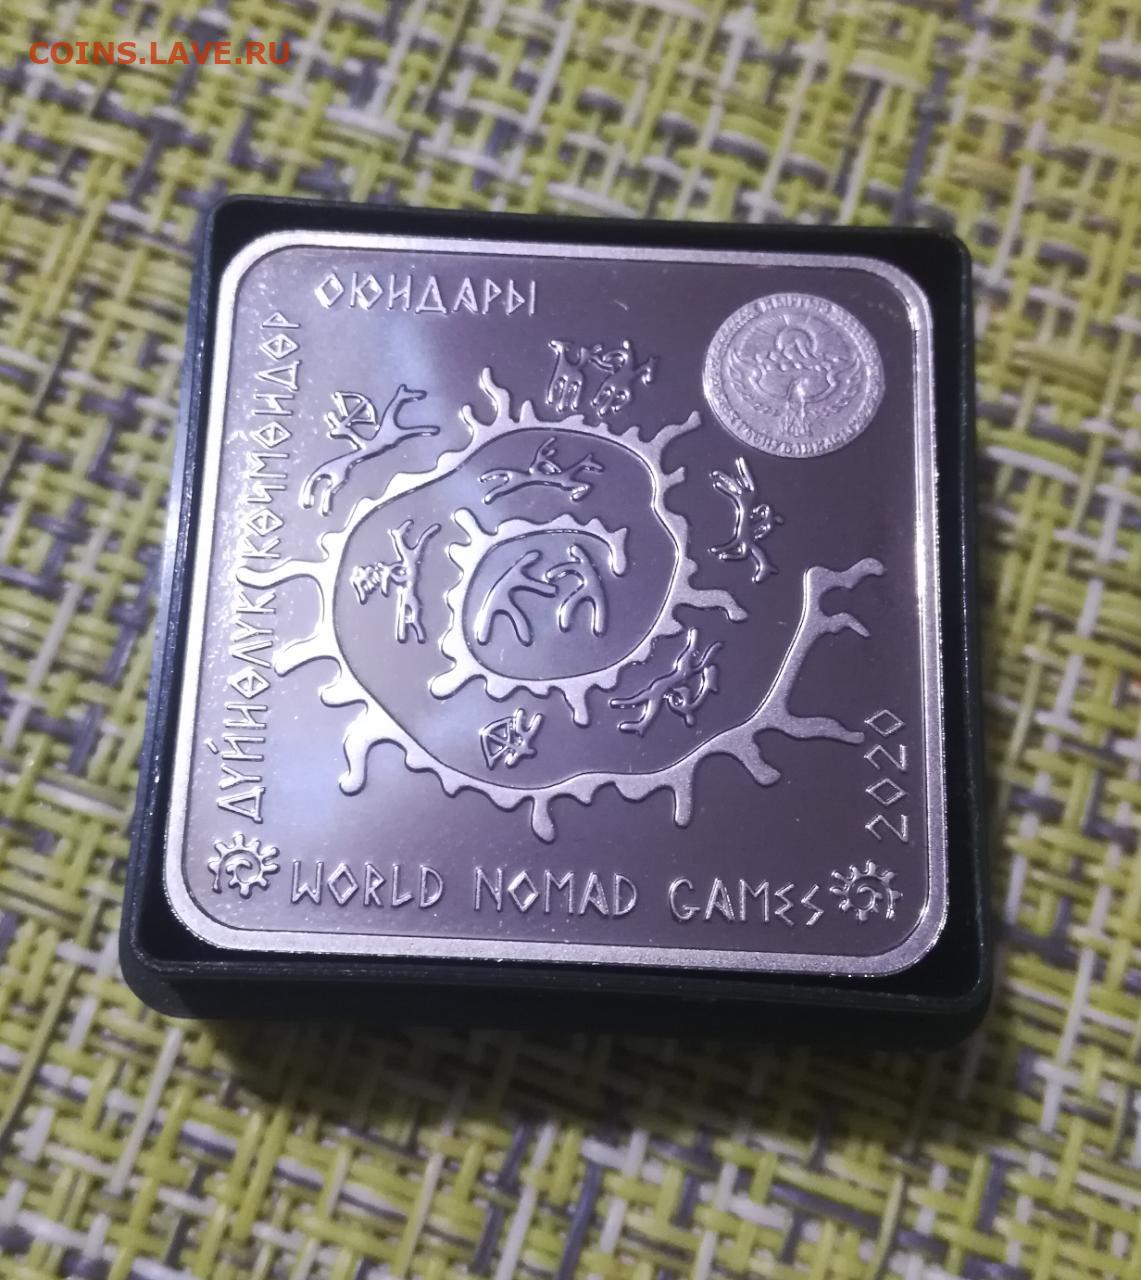 COINS.LAVE.RU
ДҮЙНӨЛҮК КӨЧМӨНДӨР
ОЮНДАРЫ
2020
WORLD NOMAD GAMES